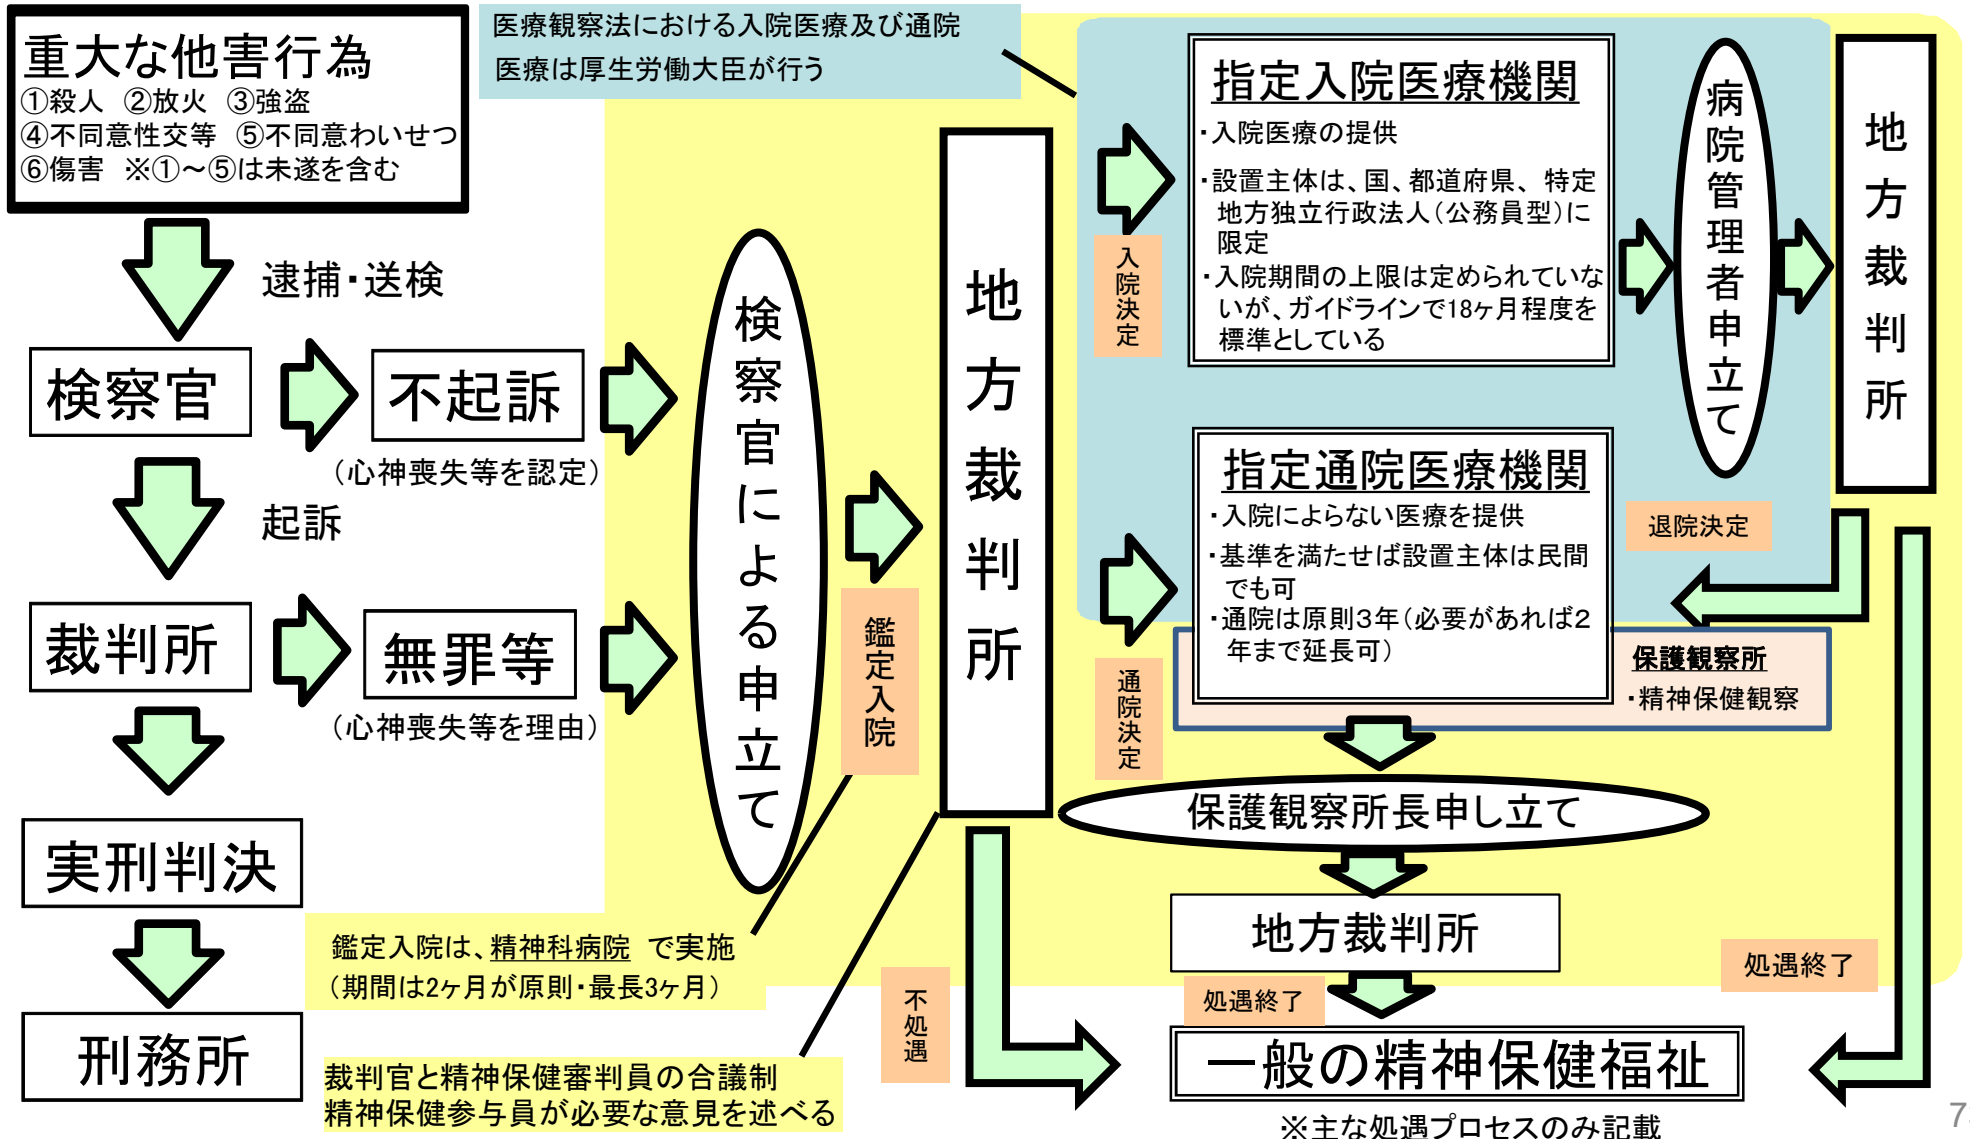 重大な他害行為
①殺人 ②放火 ③強盗
④不同意性交等 ⑤不同意わいせつ
⑥傷害 ※①～⑤は未遂を含む
逮捕・送検
検察官
不起訴
(心神喪失等を認定)
起訴
裁判所
無罪等
(心神喪失等を理由)
実刑判決
刑務所
医療観察法における入院医療及び通院
医療は厚生労働大臣が行う
検察官による申立て
鑑定入院
鑑定入院は、精神科病院 で実施
(期間は2ヶ月が原則・最長3ヶ月)
地方裁判所
裁判官と精神保健審判員の合議制
精神保健参与員が必要な意見を述べる
入院決定
指定入院医療機関
・入院医療の提供
・設置主体は、国、都道府県、特定
地方独立行政法人(公務員型)に
限定
・入院期間の上限は定められていな
いが、ガイドラインで18ヶ月程度を
標準としている
病院管理者申立て
地方裁判所
退院決定
通院決定
指定通院医療機関
・入院によらない医療を提供
・基準を満たせば設置主体は民間
でも可
・通院は原則3年(必要があれば2
年まで延長可)
保護観察所
・精神保健観察
保護観察所長申し立て
地方裁判所
処遇終了
処遇終了
不処遇
一般の精神保健福祉
※主な処遇プロセスのみ記載